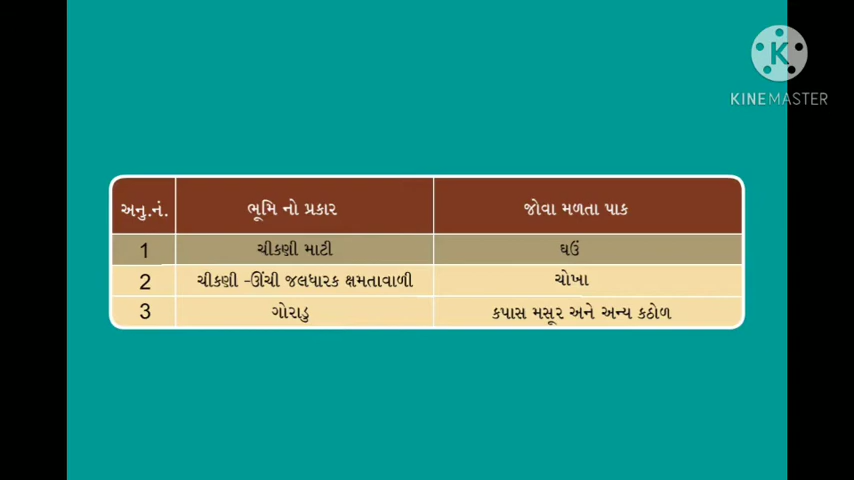 KINEMASTER
અનુ.નં. ભૂમિ નો પ્રકાર જોવા મળતા પાક
1 ચીકણી માટી ઘઉં
2 ચીકણી -ઊંચી જલધારક ક્ષમતાવાળી ચોખા
3 ગોરાડુ કપાસ મસૂર અને અન્ય કઠોળ